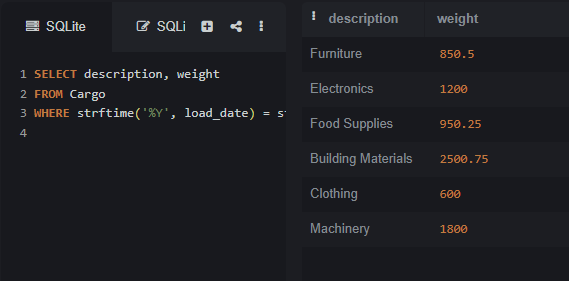 SQLite
SQLi
1 SELECT description, weight
2 FROM Cargo
3 WHERE strftime('%Y', load_date) = st
4
description weight
Furniture 850.5
Electronics 1200
Food Supplies 950.25
Building Materials 2500.75
Clothing 600
Machinery 1800